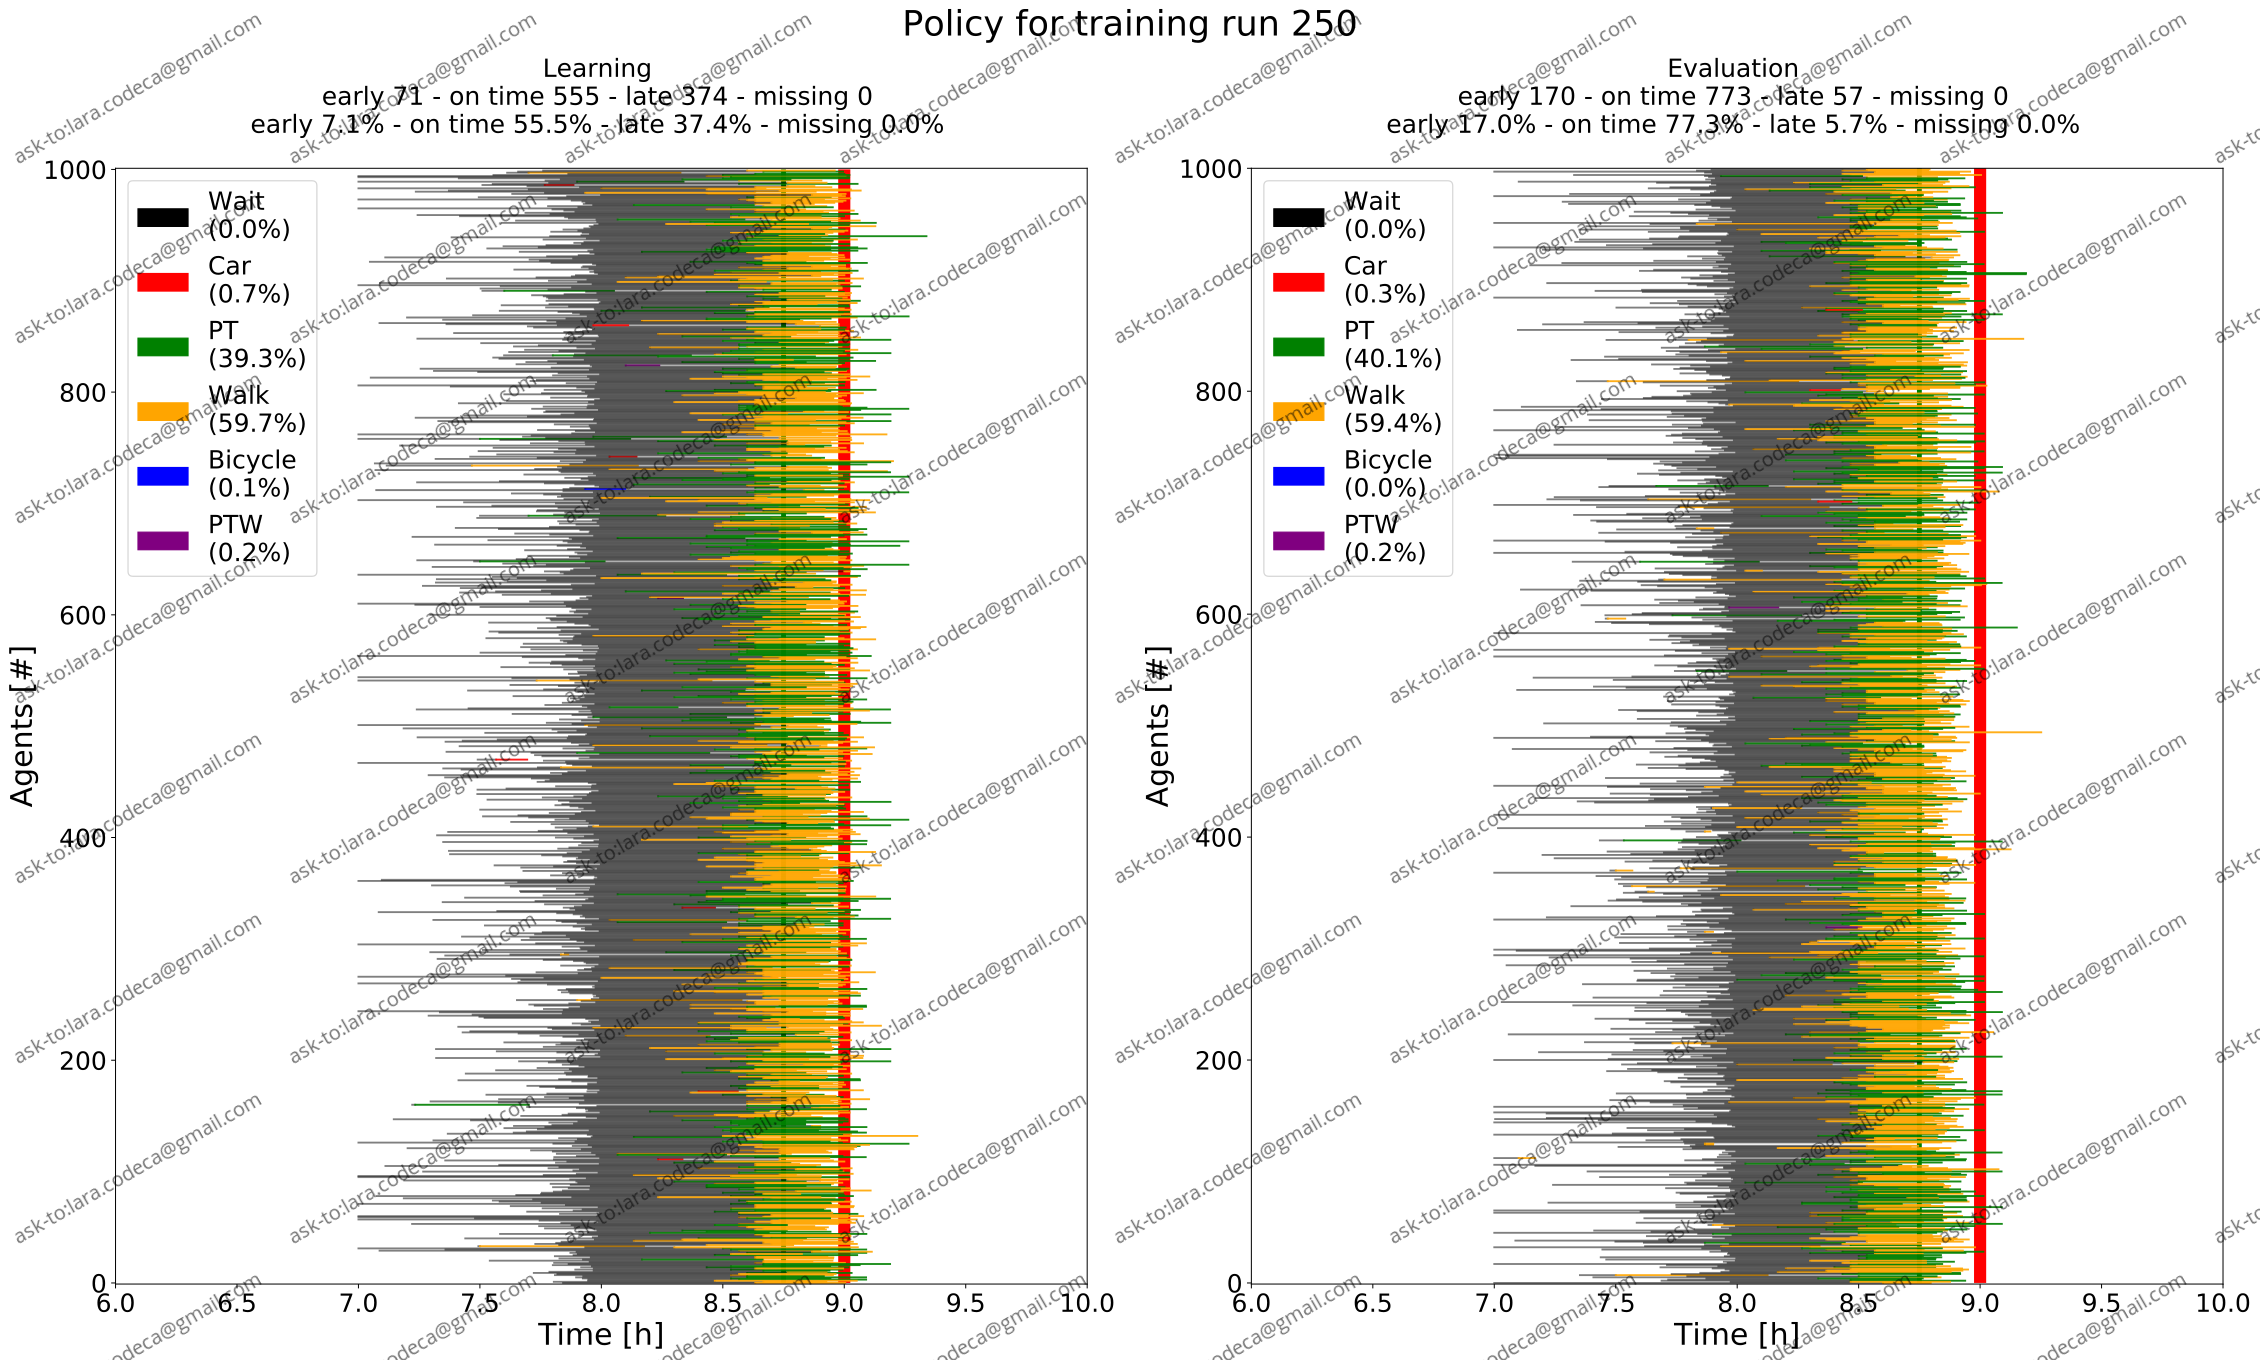 Policy for training run 250
Learning
early 71 - on time 555 - late 374 - missing 0
early 7.1% - on time 55.5% - late 37.4% - missing 0.0%
1000
800
600
400
200
0
Agents [#]
Wait
(0.0%)
Car
(0.7%)
PT
(39.3%)
Walk
(59.7%)
Bicycle
(0.1%)
PTW
(0.2%)
6.0 6.5 7.0 7.5 8.0 8.5 9.0 9.5 10.0
Time [h]
Evaluation
early 170 - on time 773 - late 57 - missing 0
early 17.0% - on time 77.3% - late 5.7% - missing 0.0%
1000
800
600
400
200
0
Agents [#]
Wait
(0.0%)
Car
(0.3%)
PT
(40.1%)
Walk
(59.4%)
Bicycle
(0.0%)
PTW
(0.2%)
6.0 6.5 7.0 7.5 8.0 8.5 9.0 9.5 10.0
Time [h]
ask-to:lara.codeca@gmail.com